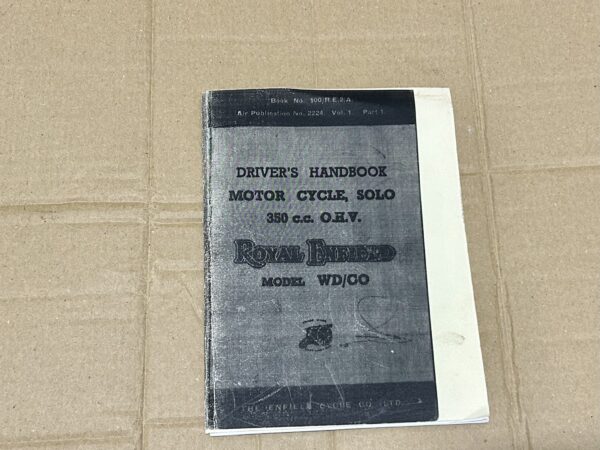 Book No. 100/R.E.2.A.
Air Publication No. 2224, Vol. 1. Part 1.
DRIVER'S HANDBOOK
MOTOR CYCLE, SOLO
350 c.c. O.H.V.
ROYAL ENFIELD
MODEL WD/CO
THE ENFIELD CYCLE CO. LTD.